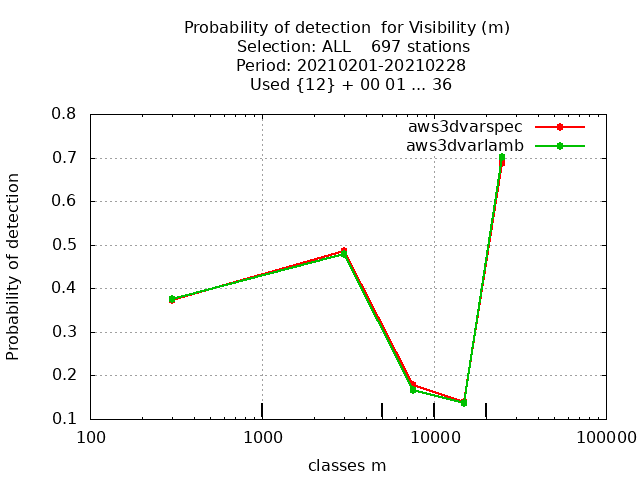 Probability of detection  for Visibility (m)
Selection: ALL    697 stations
Period: 20210201-20210228
Used {12} + 00 01 ... 36
aws3dvarspec
aws3dvarlamb
Probability of detection
0.8
0.7
0.6
0.5
0.4
0.3
0.2
0.1
100
1000
10000
100000
classes m